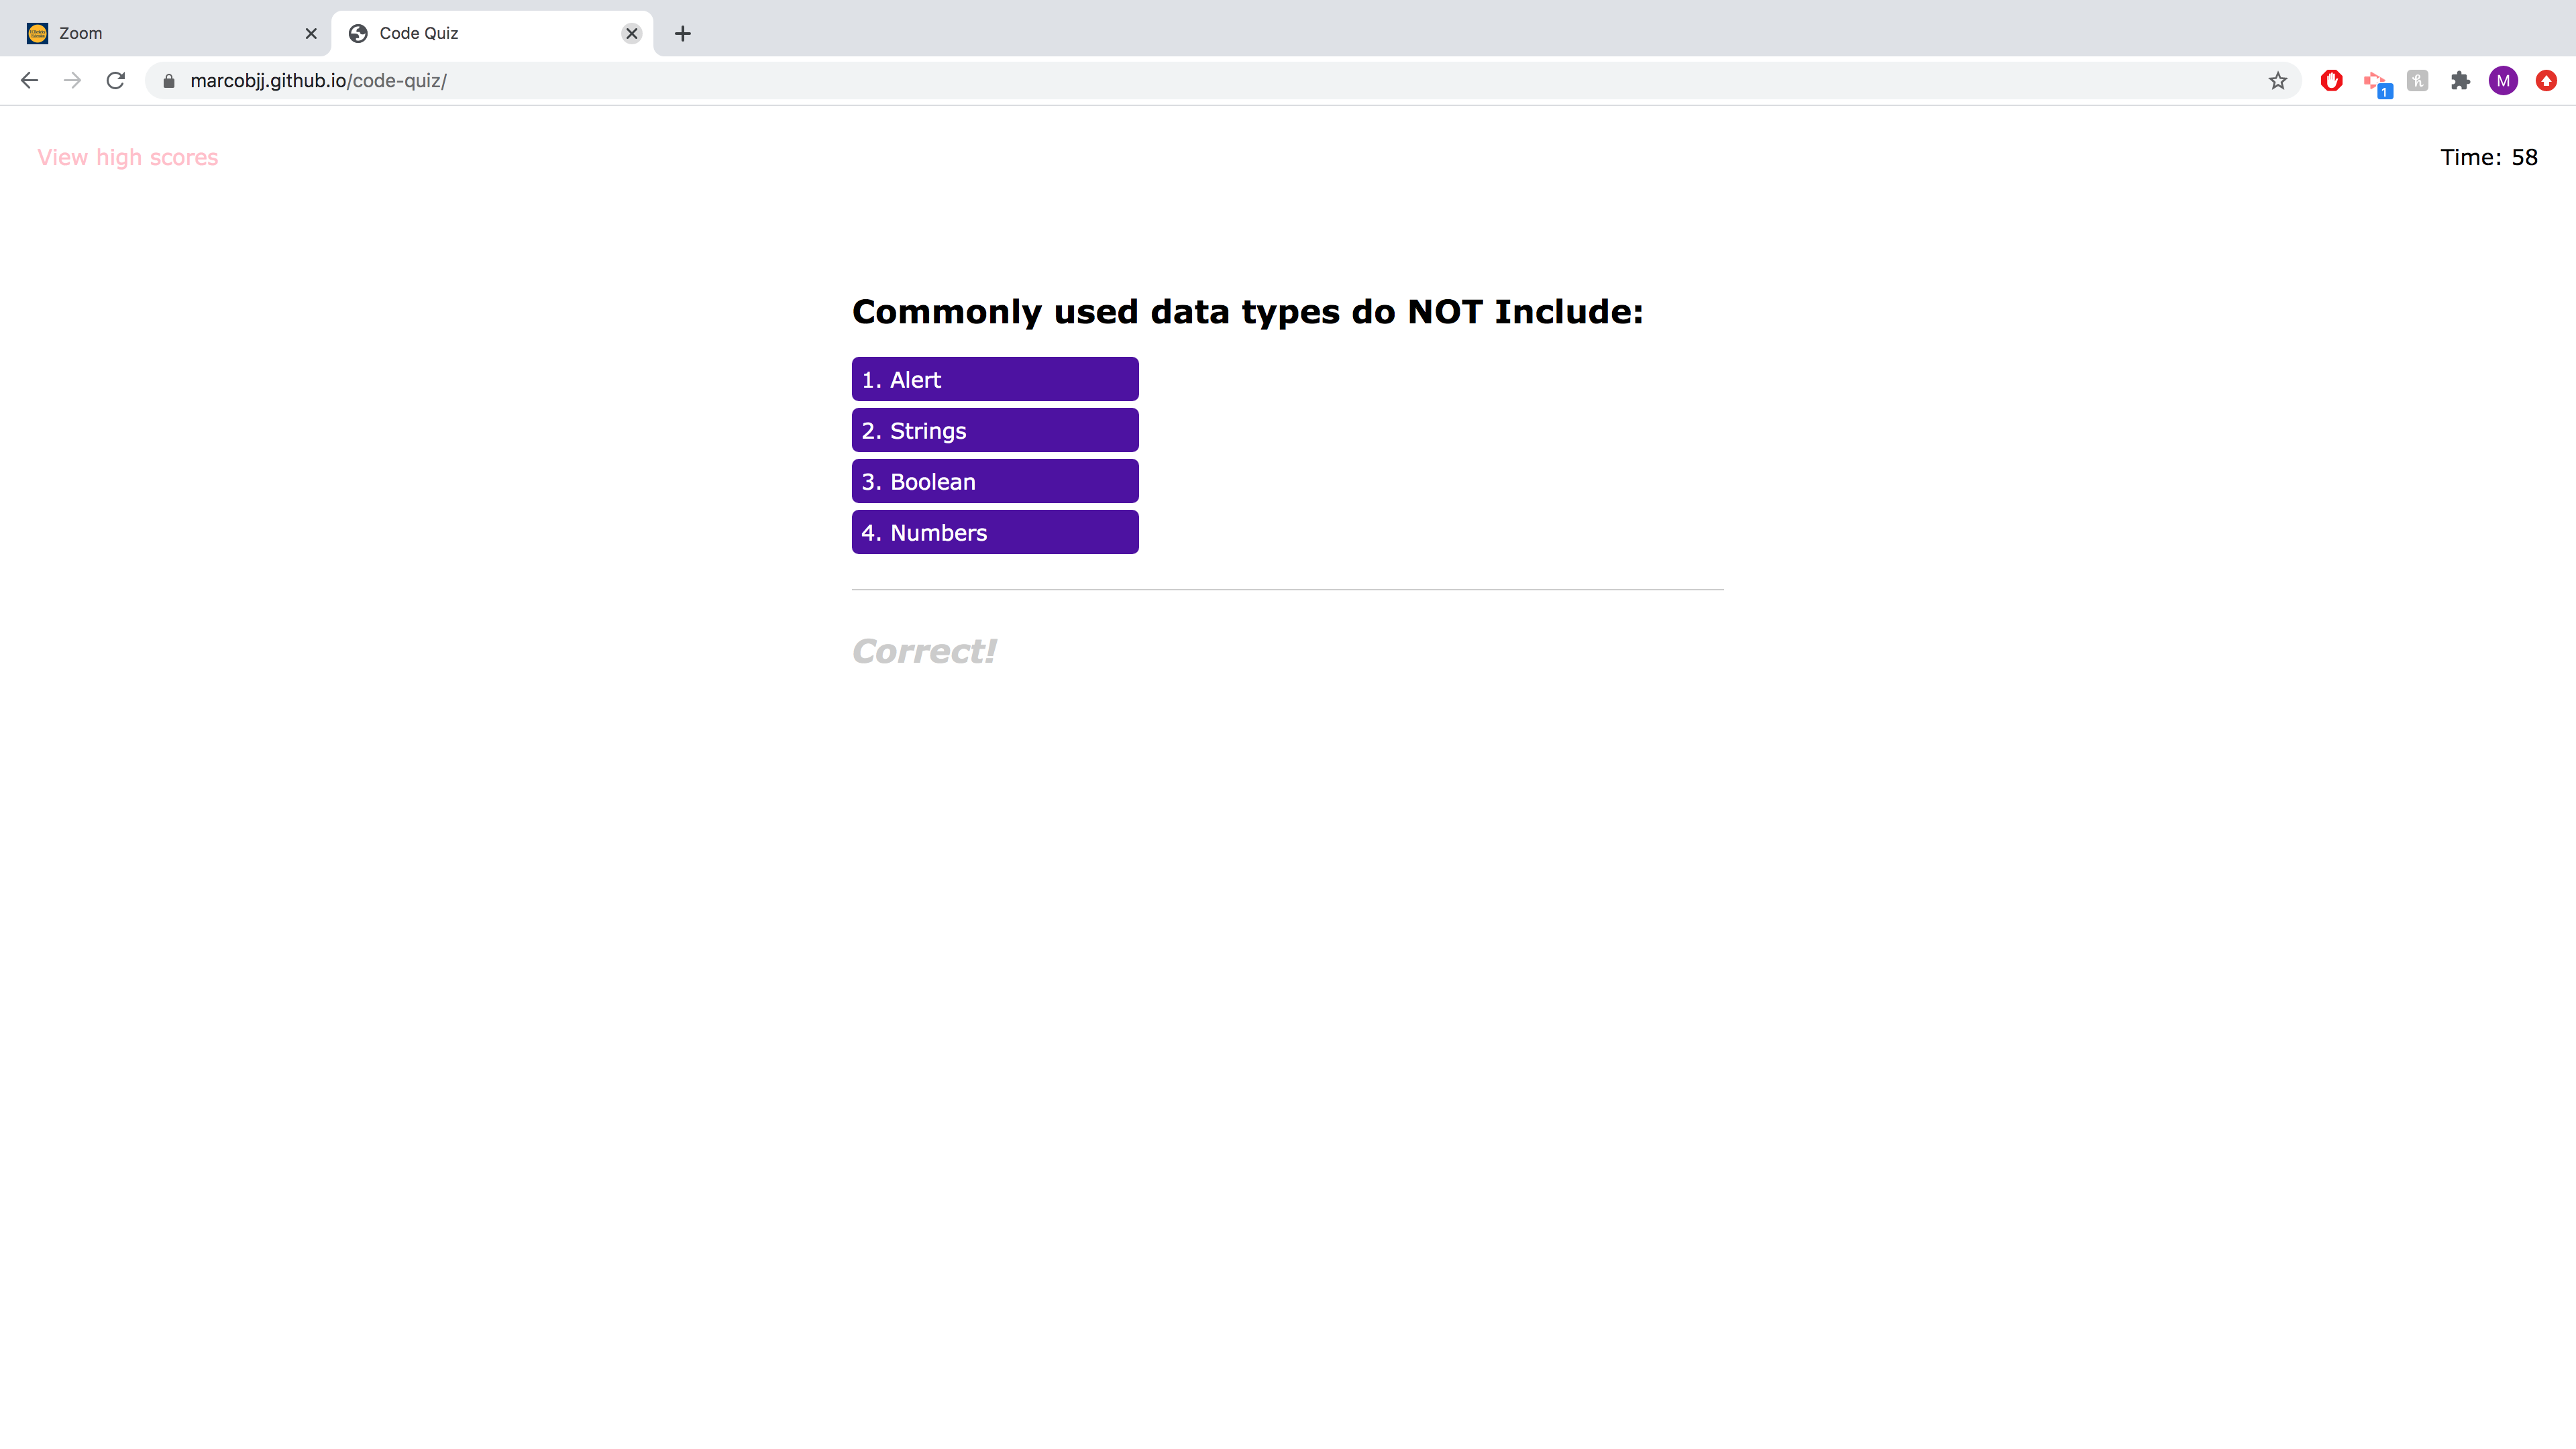 Zoom
Code Quiz
marcobjj.github.io/code-quiz/
1
M
View high scores
Time: 58
Commonly used data types do NOT Include:
1. Alert
2. Strings
3. Boolean
4. Numbers
Correct!